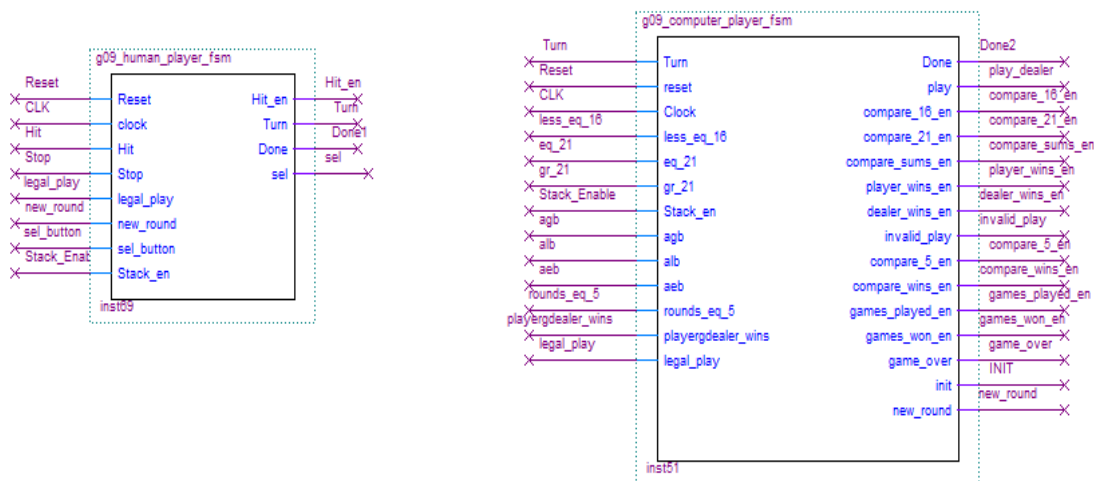 g09_human_player_fsm
Reset
CLK
Hit
Stop
legal_play
new_round
sel_button
Stack_Enab
Reset
clock
Hit
Stop
legal_play
new_round
sel_button
Stack_en
Hit_en
Turn
Done
sel
Hit_en
Turn
Done1
sel
inst69
g09_computer_player_fsm
Turn
Reset
CLK
less_eq_16
eq_21
gr_21
Stack_Enable
agb
alb
aeb
rounds_eq_5
playergdealer_wins
legal_play
Turn
reset
Clock
less_eq_16
eq_21
gr_21
Stack_en
agb
alb
aeb
rounds_eq_5
playergdealer_wins
legal_play
Done
play
compare_16_en
compare_21_en
compare_sums_en
player_wins_en
dealer_wins_en
invalid_play
compare_5_en
compare_wins_en
games_played_en
games_won_en
game_over
init
new_round
Done2
play_dealer
compare_16_en
compare_21_en
compare_sums_en
player_wins_en
dealer_wins_en
invalid_play
compare_5_en
compare_wins_en
games_played_en
games_won_en
game_over
INIT
new_round
inst51